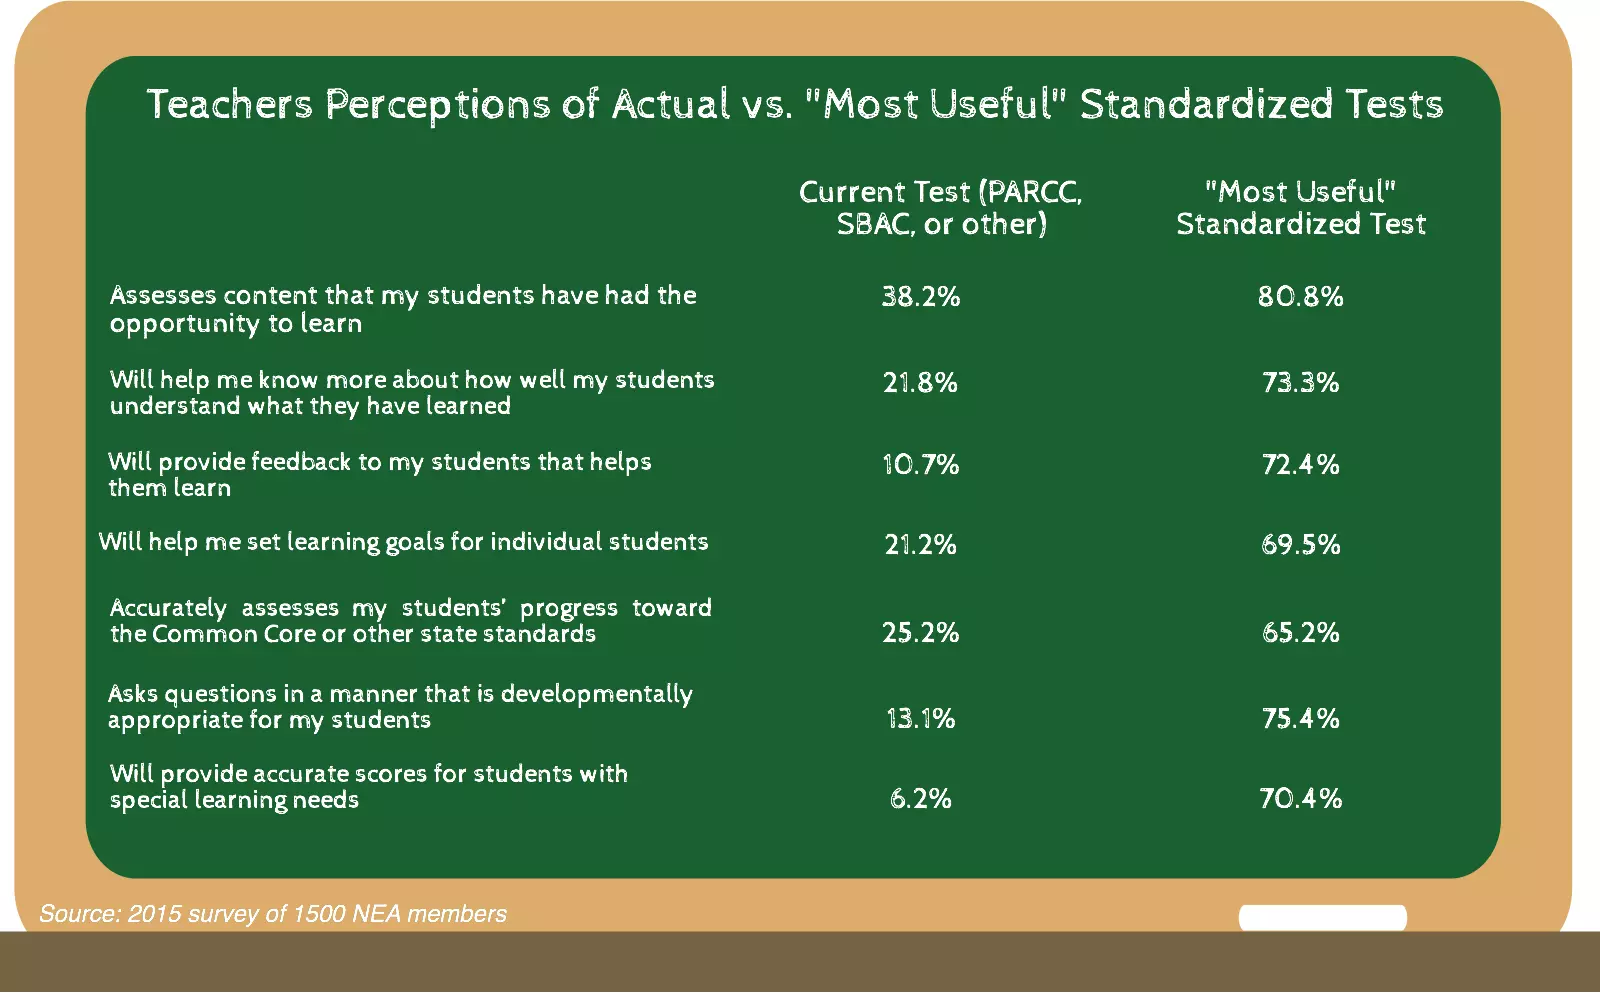 Teachers Perceptions of Actual vs. "Most Useful" Standardized Tests
Current Test (PARCC,
SBAC, or other)
"Most Useful"
Standardized Test
Assesses content that my students have had the
opportunity to learn
38.2%
80.8%
Will help me know more about how well my students
understand what they have learned
21.8%
73.3%
Will provide feedback to my students that helps
them learn
10.7%
72.4%
Will help me set learning goals for individual students
21.2%
69.5%
Accurately assesses my students' progress toward
the Common Core or other state standards
25.2%
65.2%
Asks questions in a manner that is developmentally
appropriate for my students
13.1%
75.4%
Will provide accurate scores for students with
special learning needs
6.2%
70.4%
Source: 2015 survey of 1500 NEA members